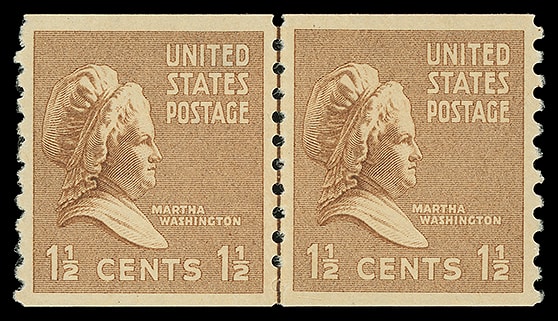 UNITED
STATES
POSTAGE
MARTHA
WASHINGTON
1½ CENTS 1½
UNITED
STATES
POSTAGE
MARTHA
WASHINGTON
1½ CENTS 1½